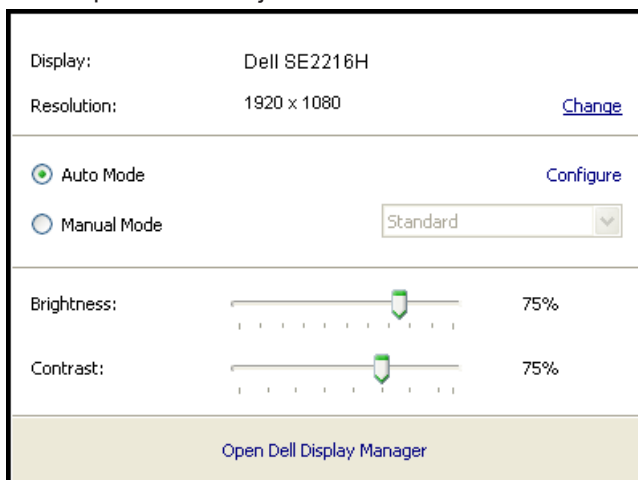 Display: Dell SE2216H
Resolution: 1920 x 1080 Change
Auto Mode Configure
Manual Mode Standard
Brightness: 75%
Contrast: 75%
Open Dell Display Manager